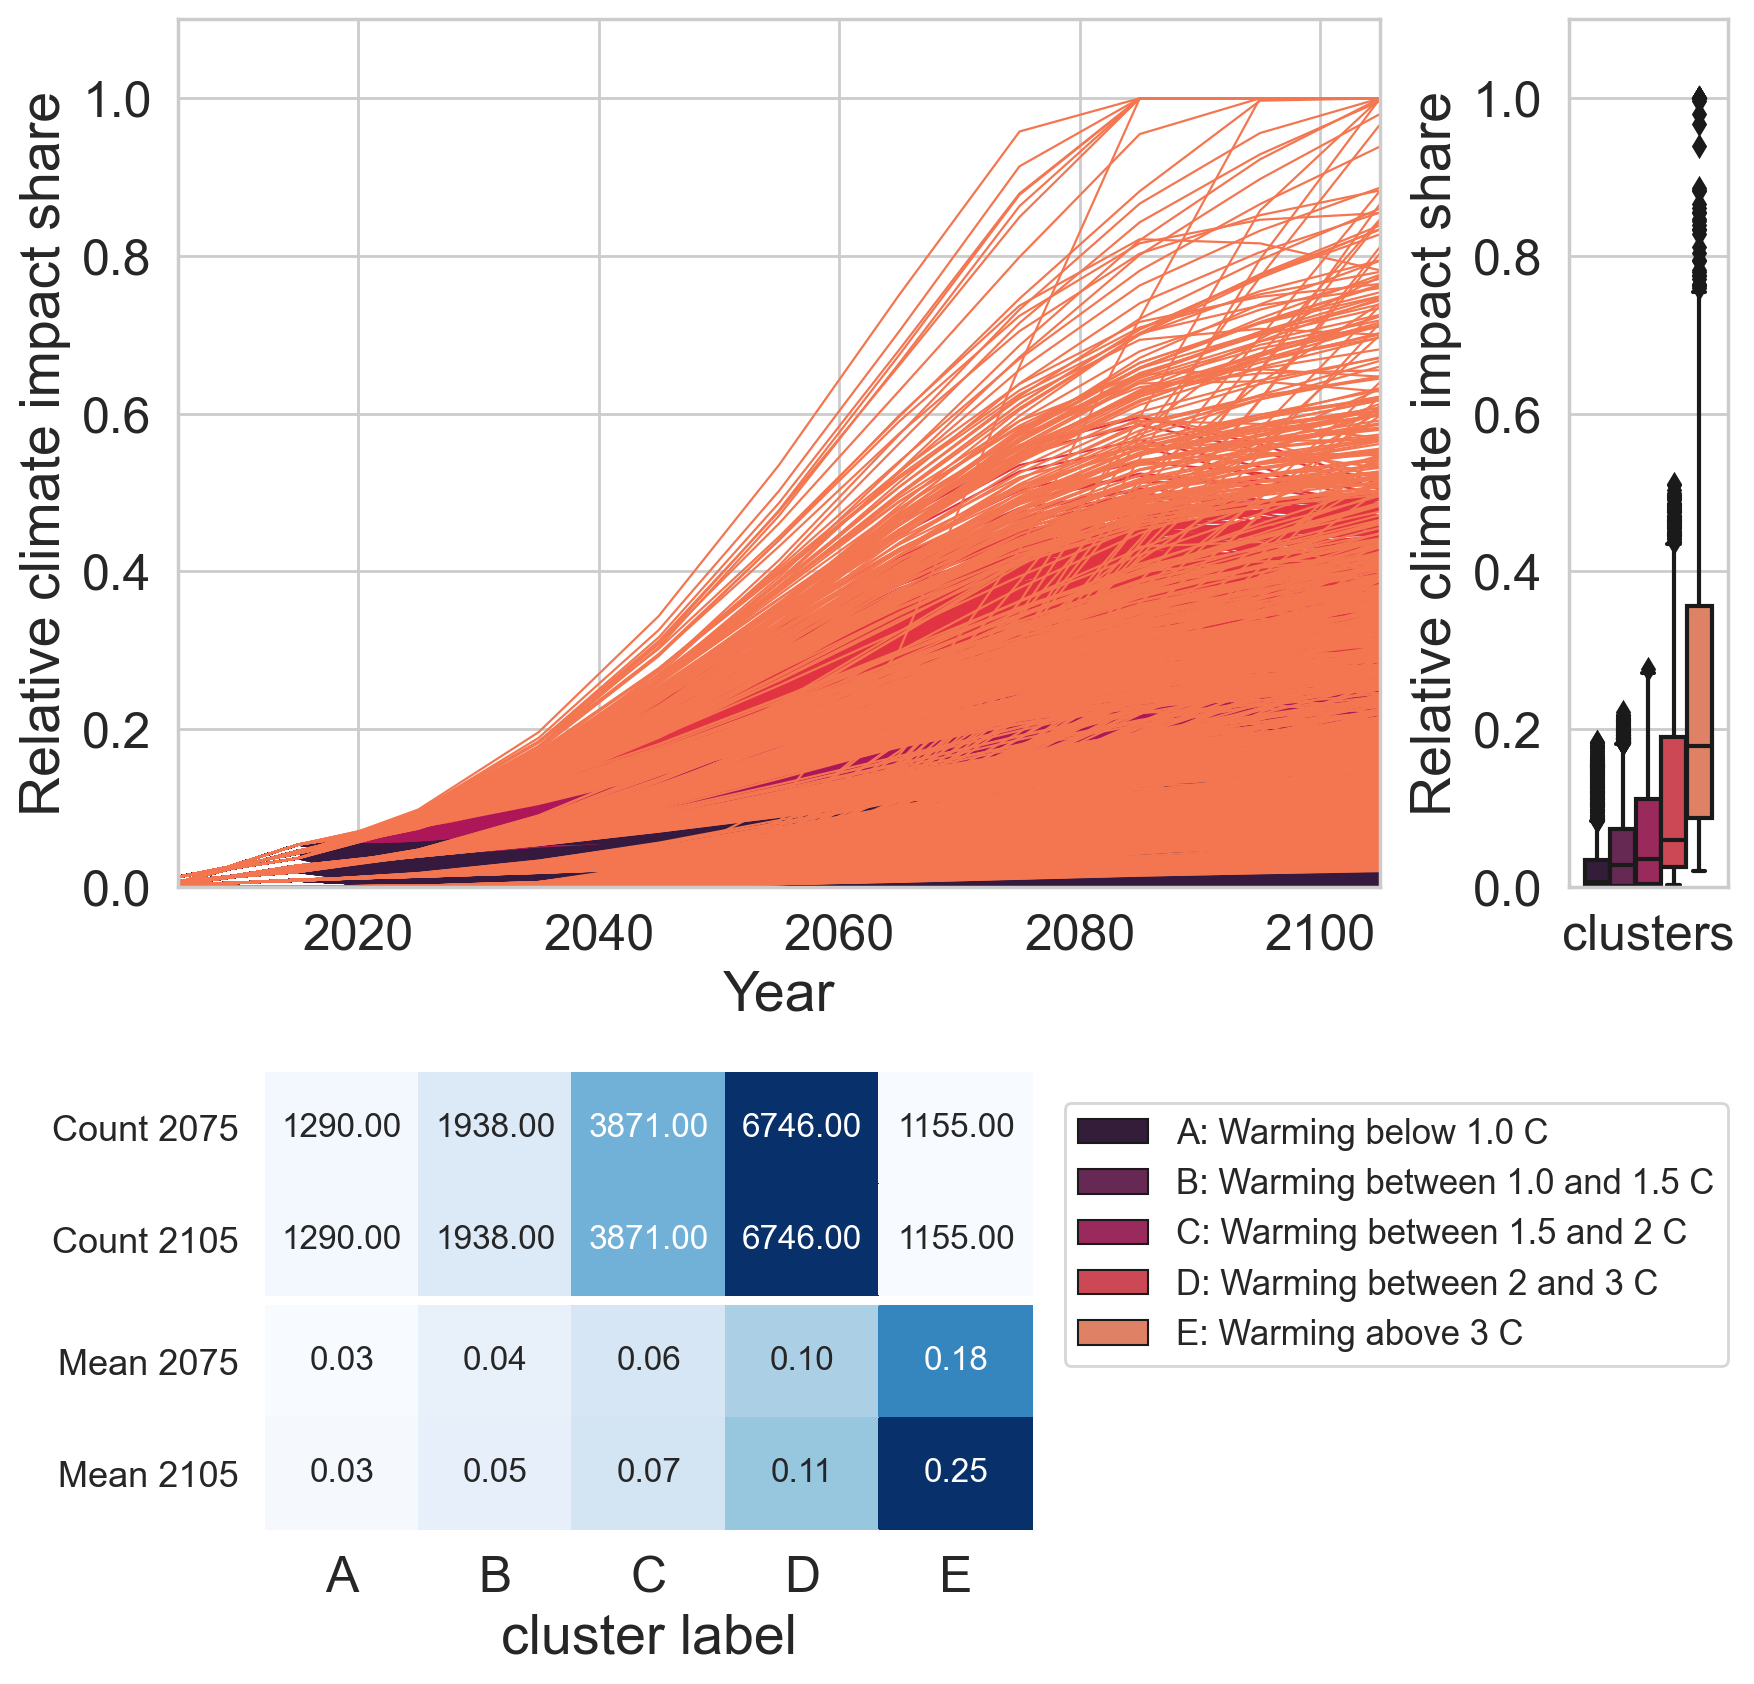 Relative climate impact share
1.0
0.8
0.6
0.4
0.2
0.0
2020 2040 2060 2080 2100
Year
Relative climate impact share
1.0
0.8
0.6
0.4
0.2
0.0
clusters
Count 2075 1290.00 1938.00 3871.00 6746.00 1155.00
Count 2105 1290.00 1938.00 3871.00 6746.00 1155.00
Mean 2075 0.03 0.04 0.06 0.10 0.18
Mean 2105 0.03 0.05 0.07 0.11 0.25
A B C D E
cluster label
A: Warming below 1.0 C
B: Warming between 1.0 and 1.5 C
C: Warming between 1.5 and 2 C
D: Warming between 2 and 3 C
E: Warming above 3 C